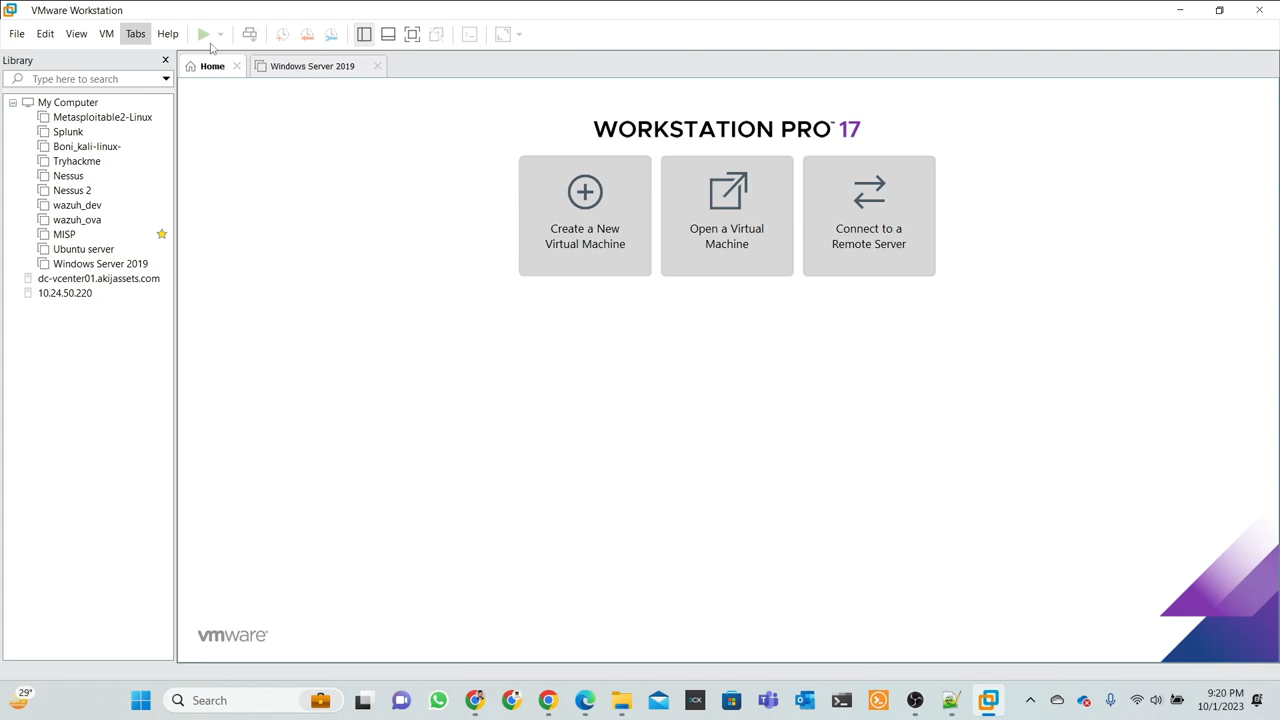 VMware Workstation
File Edit View VM Tabs Help
Library
Type here to search
My Computer
Metasploitable2-Linux
Splunk
Boni_kali-linux-
Tryhackme
Nessus
Nessus 2
wazuh_dev
wazuh_ova
MISP
Ubuntu server
Windows Server 2019
dc-vcenter01.akijassets.com
10.24.50.220
Home
Windows Server 2019
WORKSTATION PRO™ 17
Create a New
Virtual Machine
Open a Virtual
Machine
Connect to a
Remote Server
vmware®
29°
Search
9:20 PM
10/1/2023